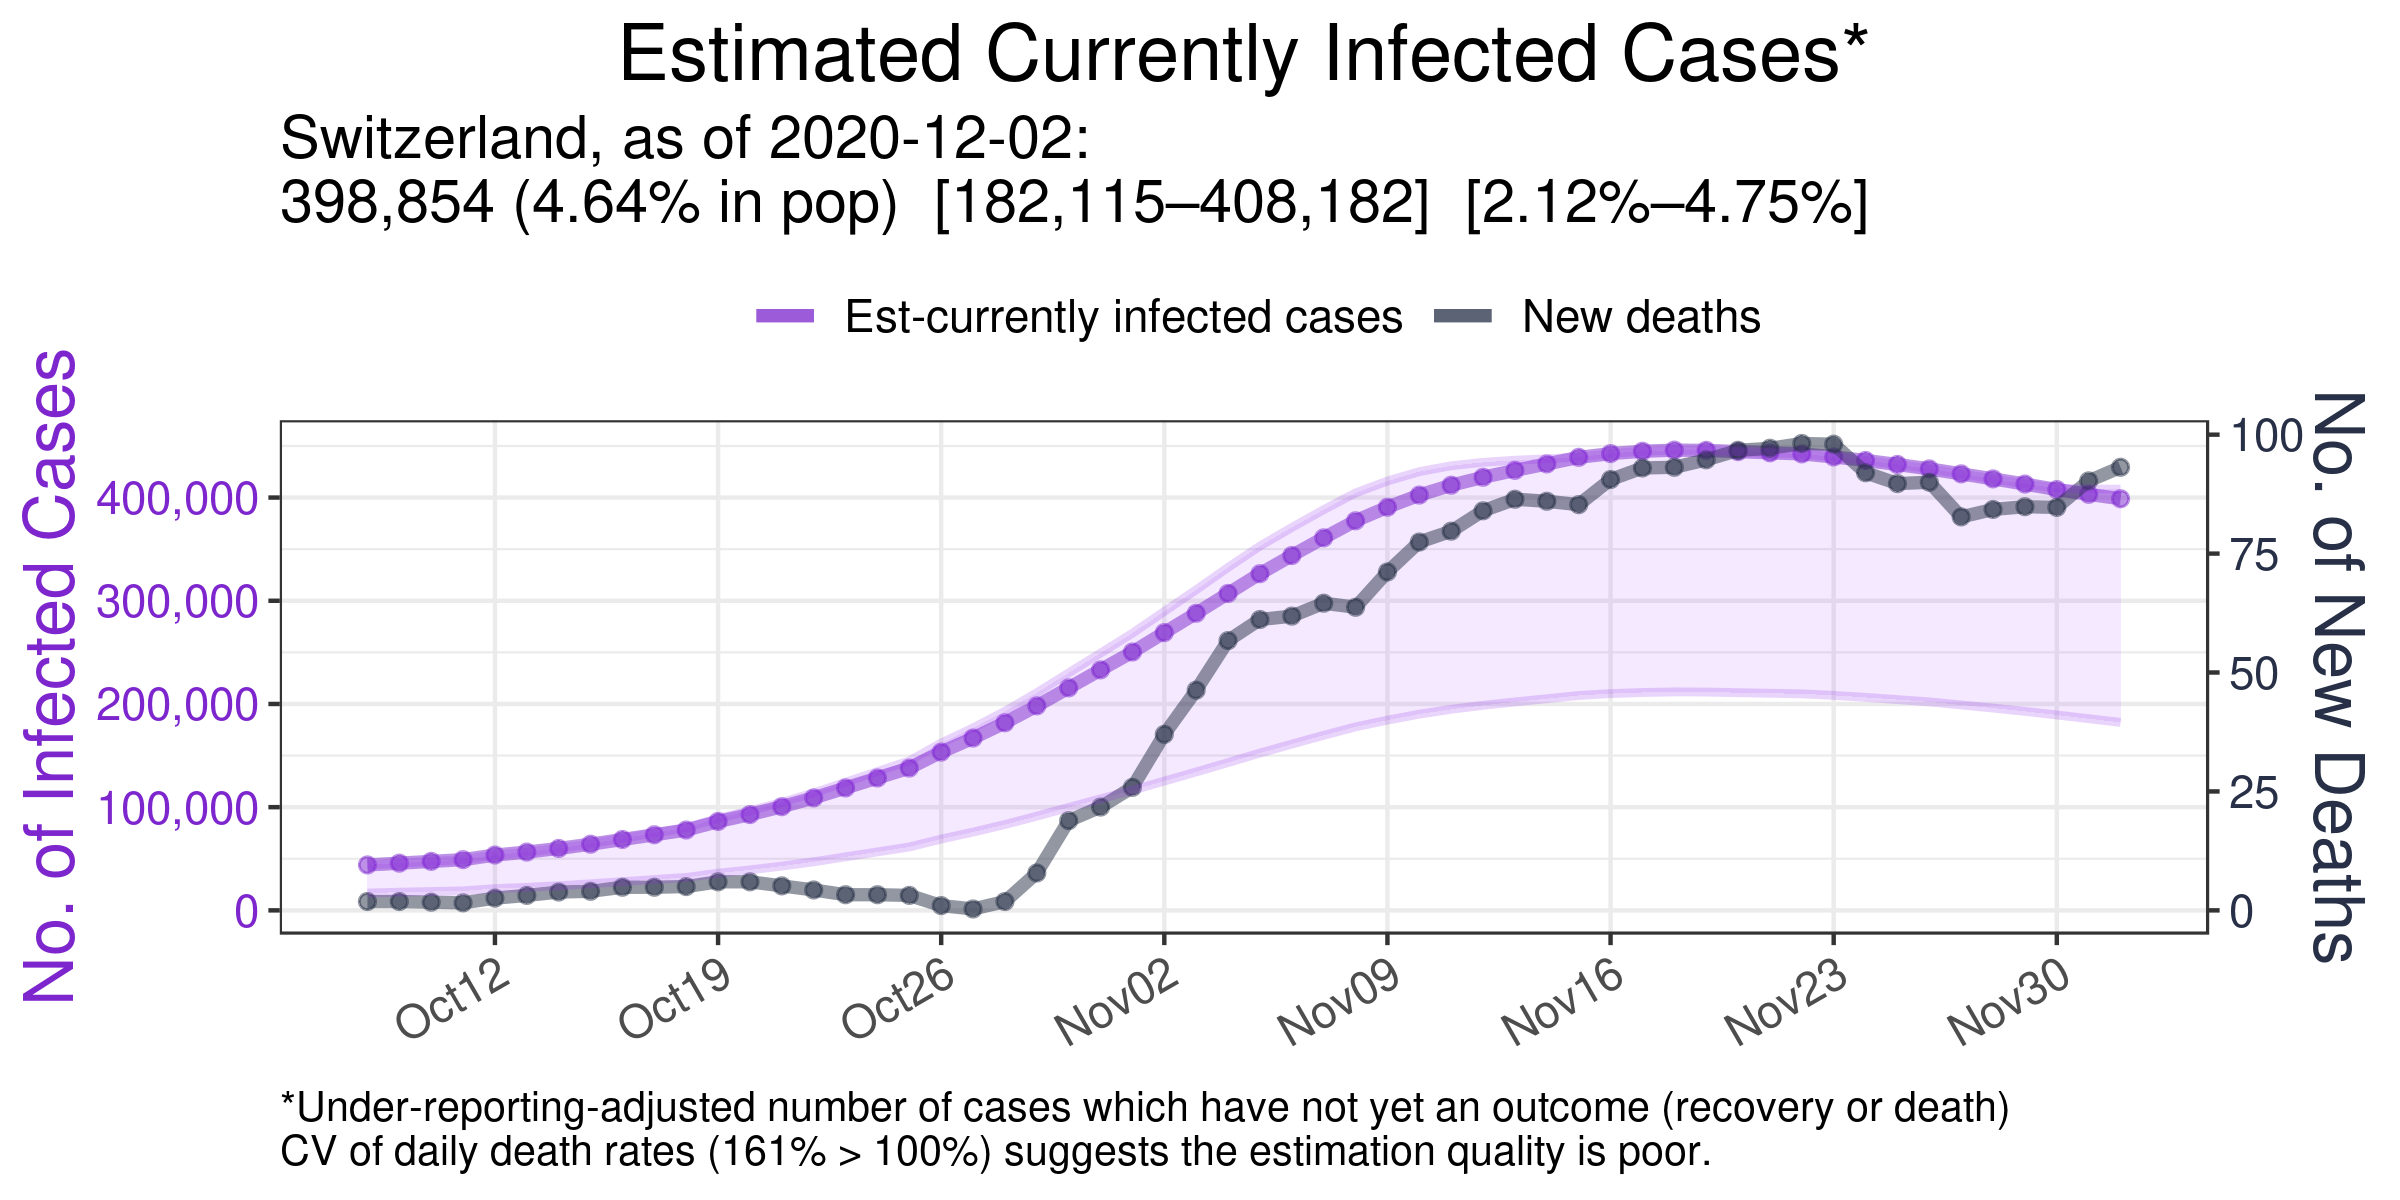 Estimated Currently Infected Cases*
Switzerland, as of 2020-12-02:
398,854 (4.64% in pop)  [182,115–408,182]  [2.12%–4.75%]
Est-currently infected cases
New deaths
No. of Infected Cases
400,000
300,000
200,000
100,000
0
100
75
50
25
0
No. of New Deaths
Oct12
Oct19
Oct26
Nov02
Nov09
Nov16
Nov23
Nov30
*Under-reporting-adjusted number of cases which have not yet an outcome (recovery or death)
CV of daily death rates (161% > 100%) suggests the estimation quality is poor.